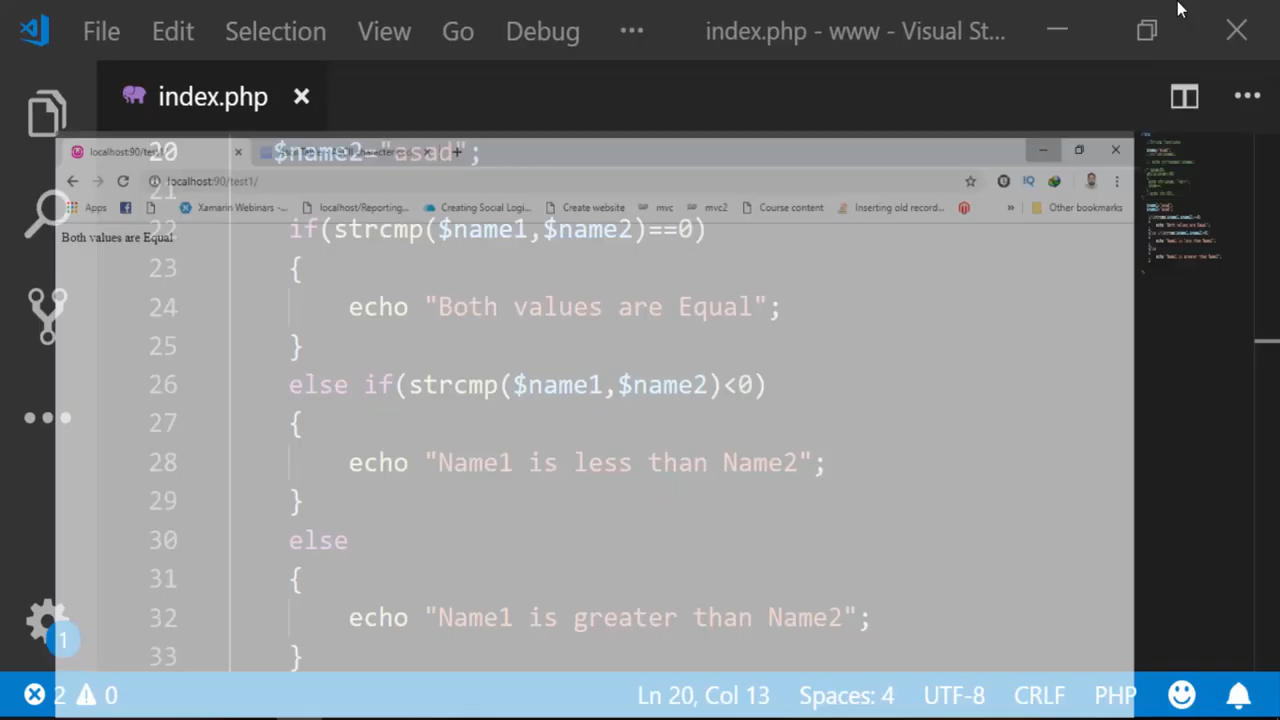 File Edit Selection View Go Debug ··· index.php - www - Visual St...
index.php
localhost:90/test1
localhost:90/test1/
Apps Xamarin Webinars -... localhost/Reporting... Creating Social Logi... Create website mvc mvc2 Course content Inserting old record... » Other bookmarks
Both values are Equal
20 $name2="asad";
21
22 if(strcmp($name1,$name2)==0)
23 {
24 echo "Both values are Equal";
25 }
26 else if(strcmp($name1,$name2)<0)
27 {
28 echo "Name1 is less than Name2";
29 }
30 else
31 {
32 echo "Name1 is greater than Name2";
33 }
1
2 0 Ln 20, Col 13 Spaces: 4 UTF-8 CRLF PHP